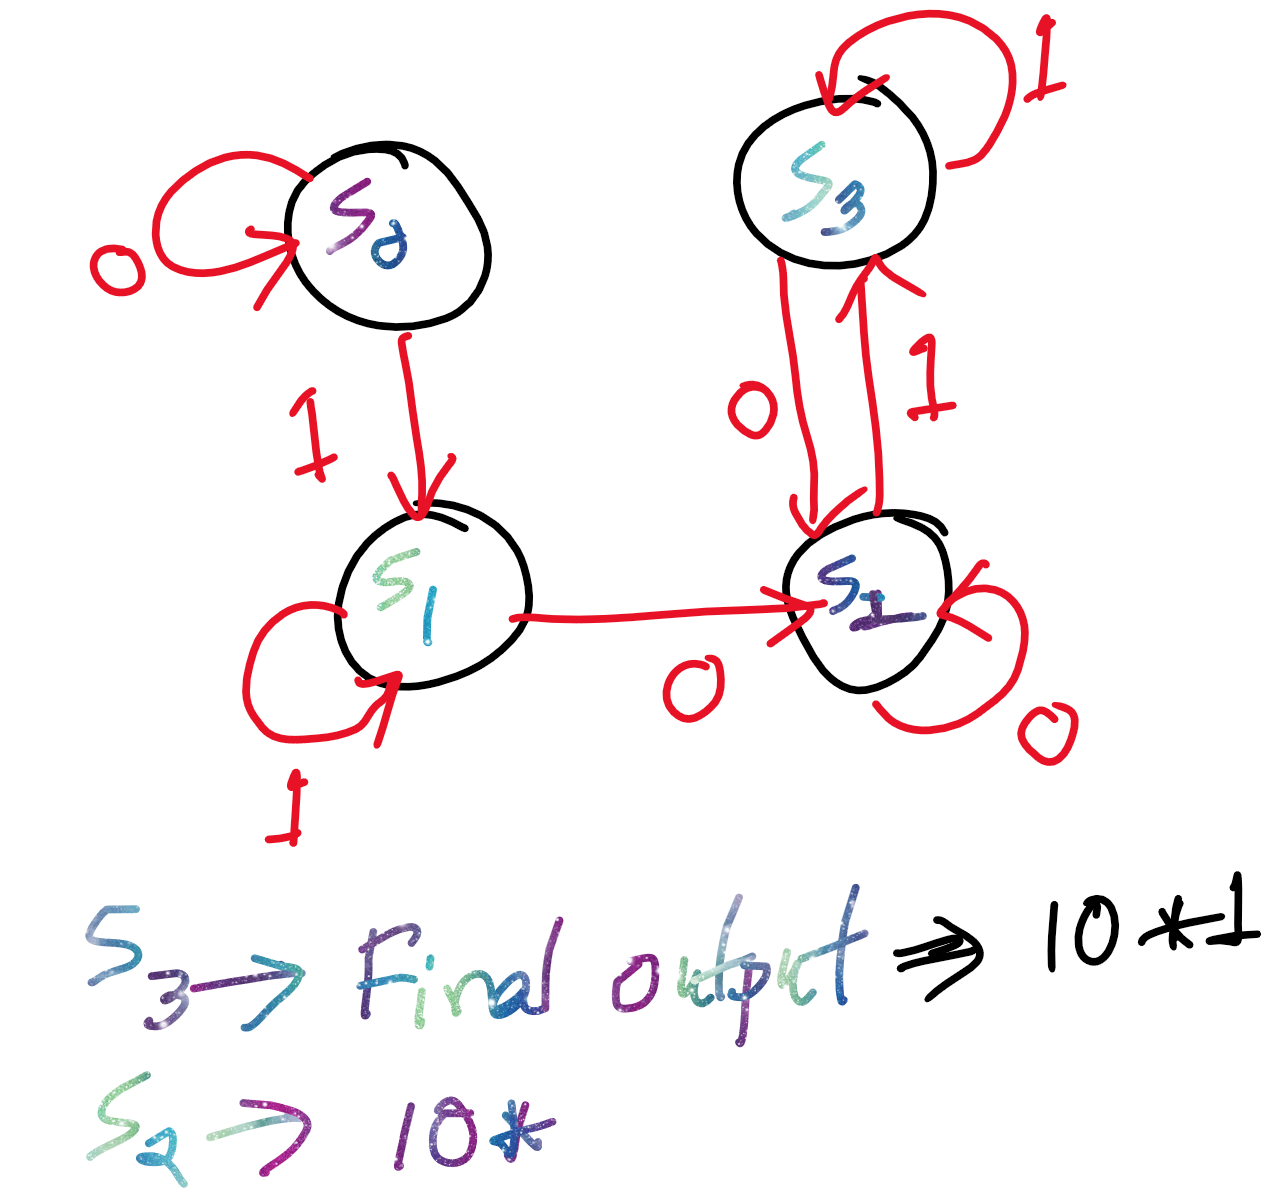 1
S3
S0
0
1
0
1
S1
S2
0
0
1
S3 → Final output ⇒ 10*1
S2 → 10*